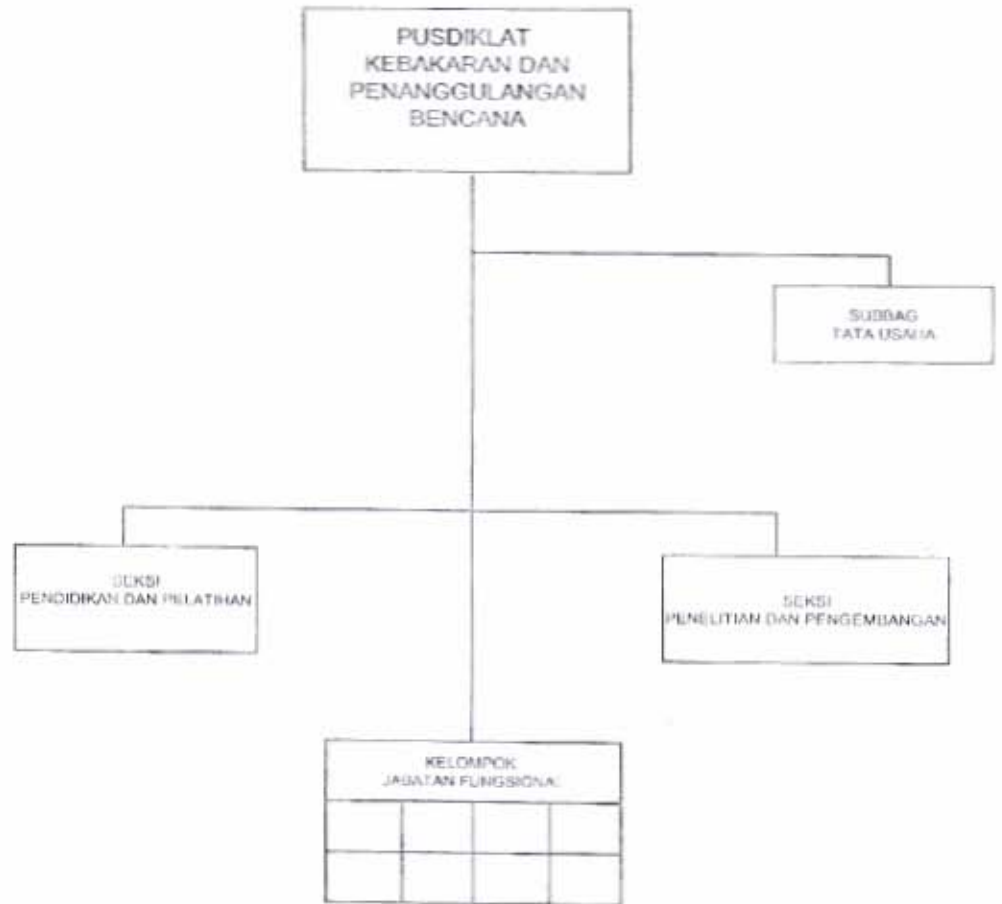 PUSDIKLAT
KEBAKARAN DAN
PENANGGULANGAN
BENCANA
SUBBAG
TATA USAHA
SEKSI
PENDIDIKAN DAN PELATIHAN
SEKSI
PENELITIAN DAN PENGEMBANGAN
KELOMPOK
JABATAN FUNGSIONAL